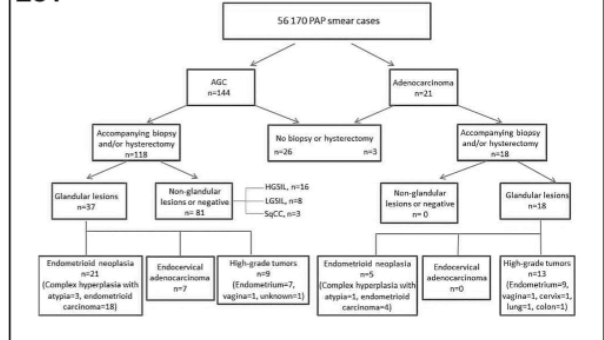 56 170 PAP smear cases
AGC
n=144
Adenocarcinoma
n=21
Accompanying biopsy
and/or hysterectomy
n=118
No biopsy or hysterectomy
n=26 n=3
Accompanying biopsy
and/or hysterectomy
n=18
Glandular lesions
n=37
Non-glandular
lesions or negative
n= 81
HGSIL, n=16
LGSIL, n=8
SqCC, n=3
Non-glandular
lesions or negative
n= 0
Glandular lesions
n=18
Endometrioid neoplasia
n=21
(Complex hyperplasia with
atypia=3, endometrioid
carcinoma=18)
Endocervical
adenocarcinoma
n=7
High-grade tumors
n=9
(Endometrium=7,
vagina=1, unknown=1)
Endometrioid neoplasia
n=5
(Complex hyperplasia with
atypia=1, endometrioid
carcinoma=4)
Endocervical
adenocarcinoma
n=0
High-grade tumors
n=13
(Endometrium=9,
vagina=1, cervix=1,
lung=1, colon=1)